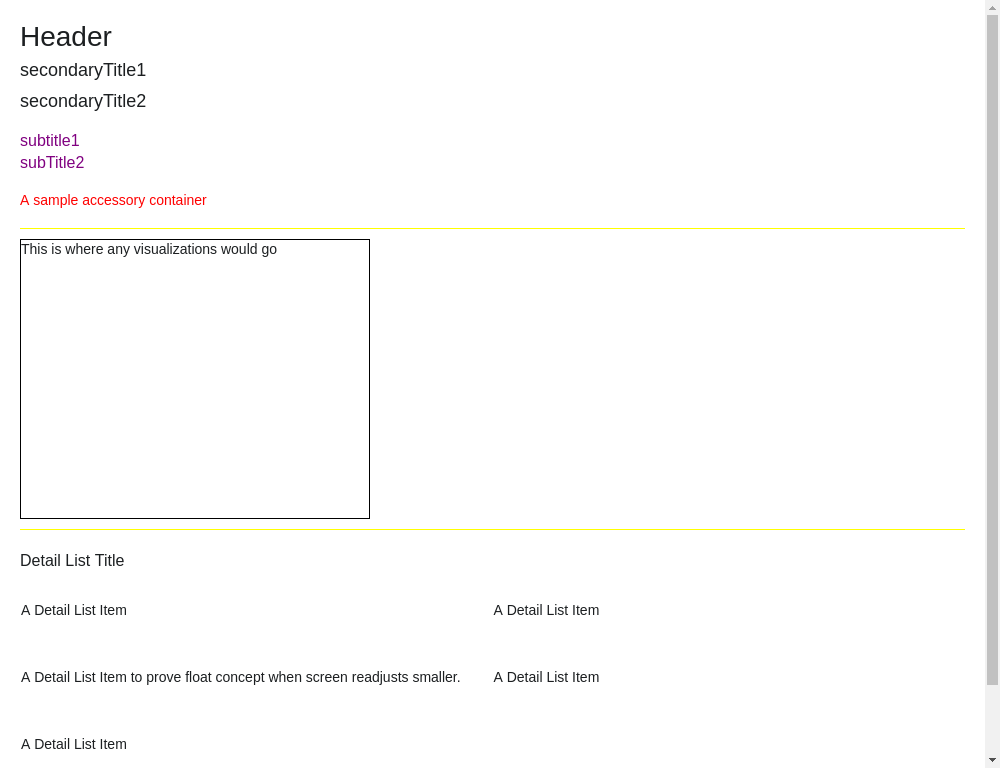 Header
secondaryTitle1
secondaryTitle2
subtitle1
subTitle2
A sample accessory container
This is where any visualizations would go
Detail List Title
A Detail List Item
A Detail List Item
A Detail List Item to prove float concept when screen readjusts smaller.
A Detail List Item
A Detail List Item